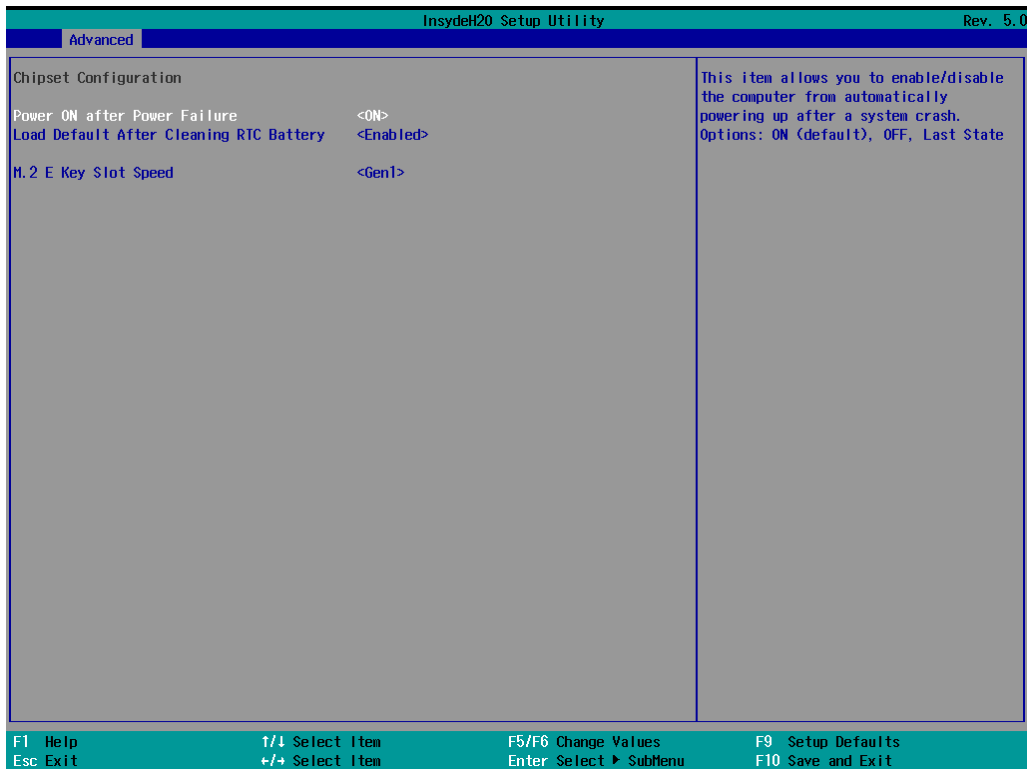 InsydeH20 Setup Utility Rev. 5.0
Advanced
Chipset Configuration
Power ON after Power Failure <ON>
Load Default After Cleaning RTC Battery <Enabled>
M.2 E Key Slot Speed <Gen1>
This item allows you to enable/disable
the computer from automatically
powering up after a system crash.
Options: ON (default), OFF, Last State
F1 Help ↑/↓ Select Item F5/F6 Change Values F9 Setup Defaults
Esc Exit ←/→ Select Item Enter Select ▶ SubMenu F10 Save and Exit